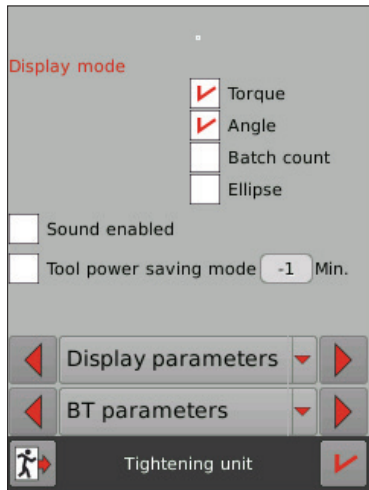 Display mode
Torque
Angle
Batch count
Ellipse
Sound enabled
Tool power saving mode -1 Min.
Display parameters
BT parameters
Tightening unit